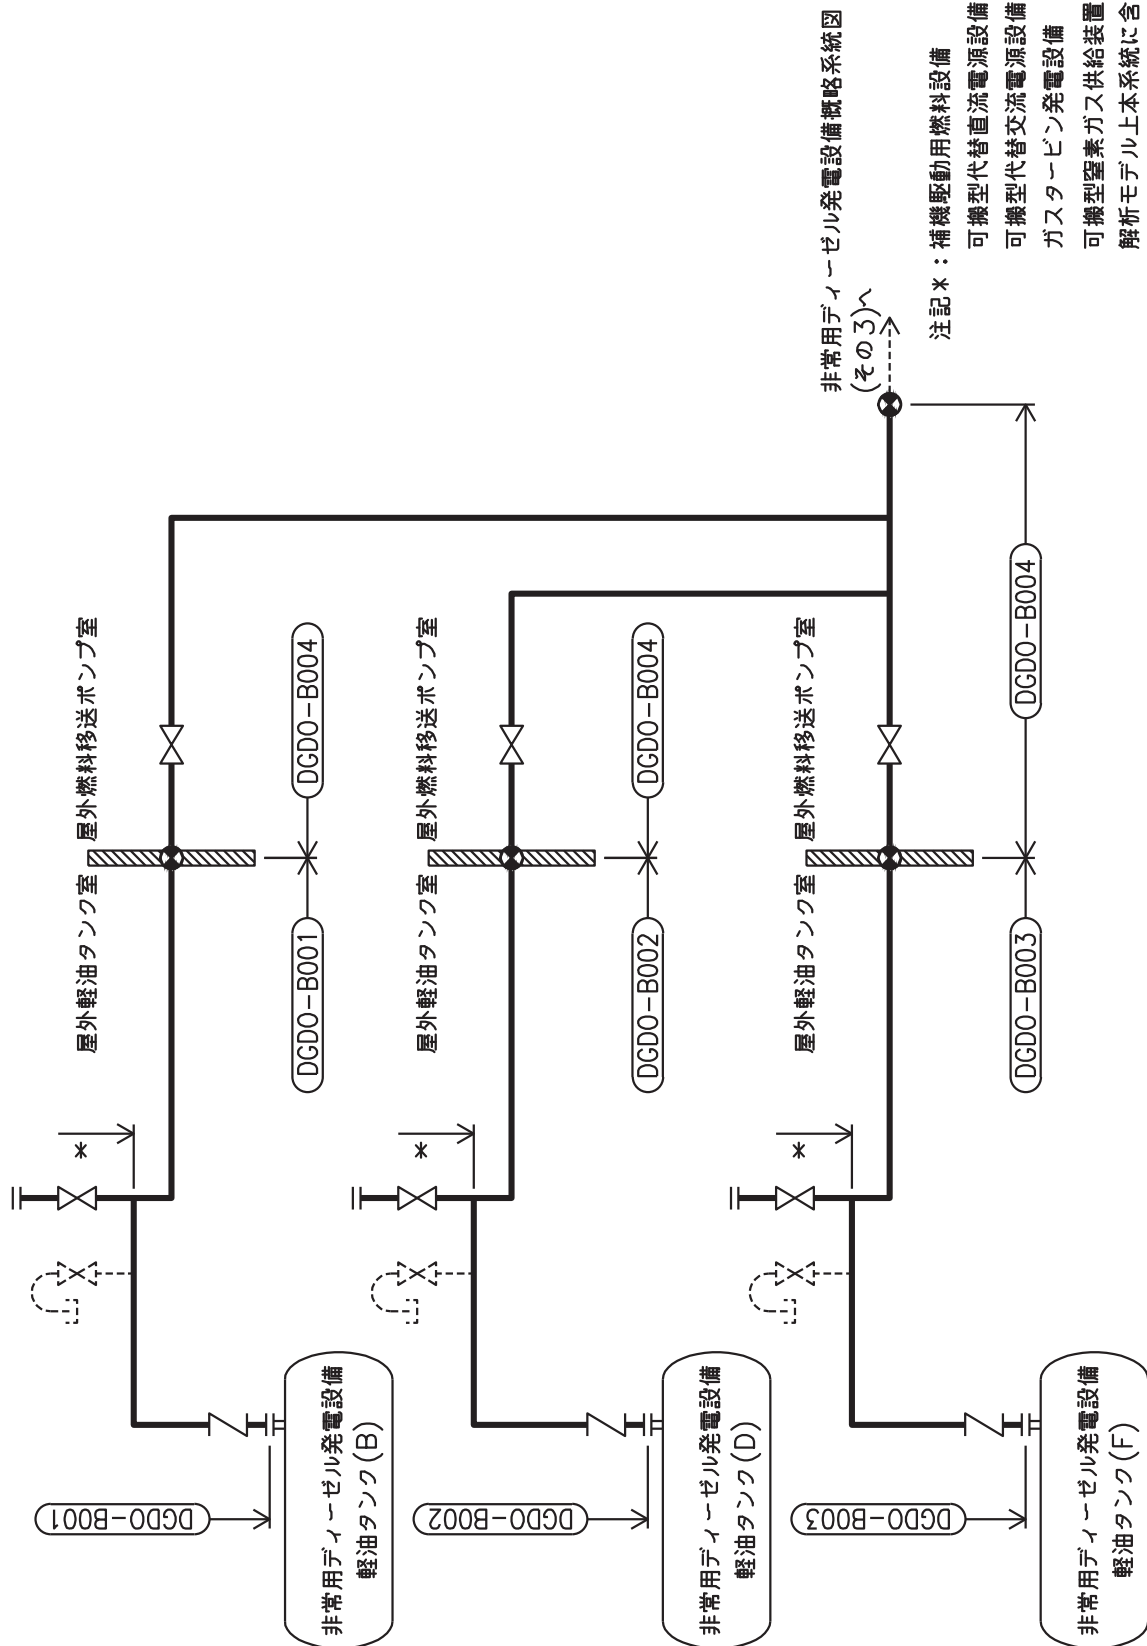 DGDO-B001
非常用ディーゼル発電設備
軽油タンク(B)
*
屋外軽油タンク室
屋外燃料移送ポンプ室
DGDO-B001
DGDO-B004
DGDO-B002
非常用ディーゼル発電設備
軽油タンク(D)
*
屋外軽油タンク室
屋外燃料移送ポンプ室
DGDO-B002
DGDO-B004
DGDO-B003
非常用ディーゼル発電設備
軽油タンク(F)
*
屋外軽油タンク室
屋外燃料移送ポンプ室
DGDO-B003
DGDO-B004
非常用ディーゼル発電設備概略系統図
(その3)へ
注記*：補機駆動用燃料設備
可搬型代替直流電源設備
可搬型代替交流電源設備
ガスタービン発電設備
可搬型窒素ガス供給装置
解析モデル上本系統に含